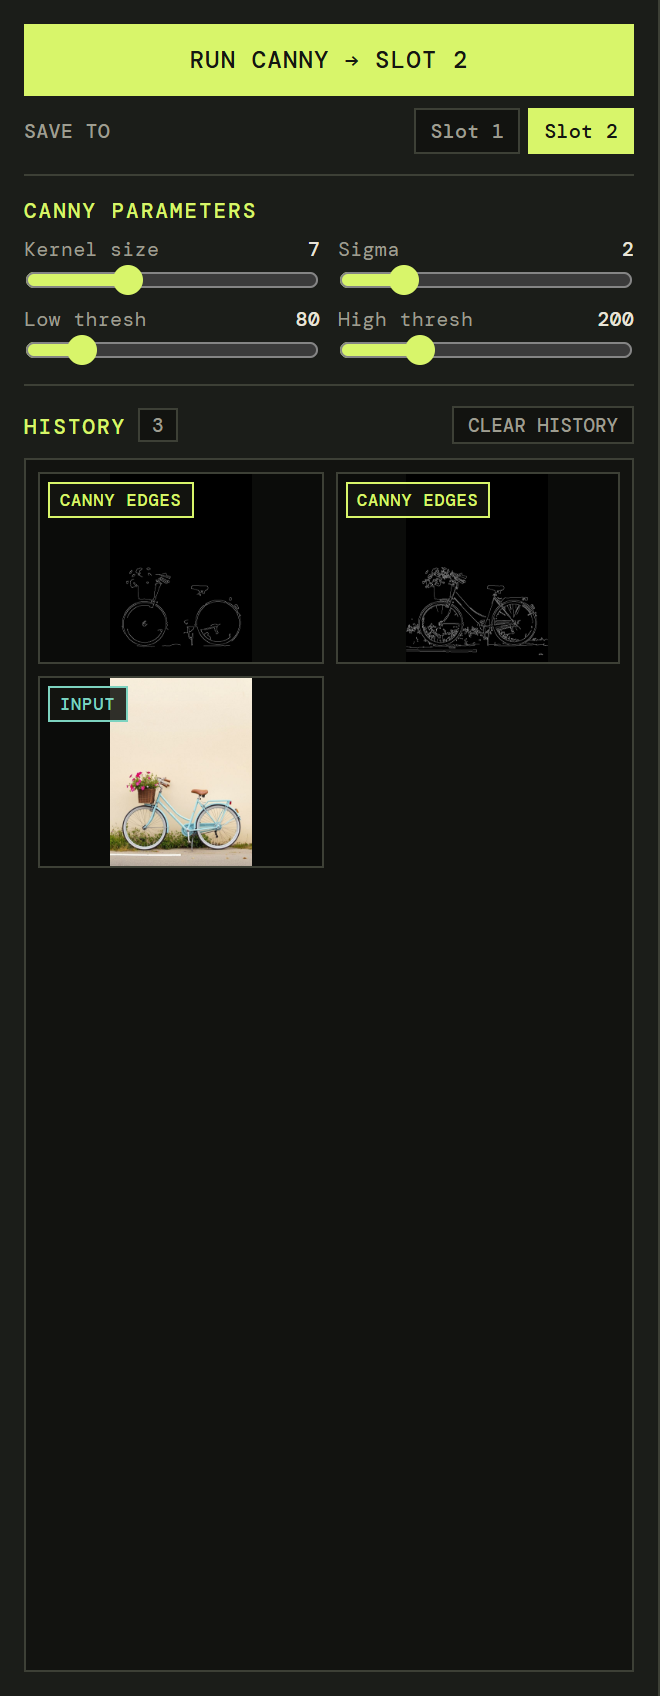 RUN CANNY → SLOT 2
SAVE TO Slot 1 Slot 2
CANNY PARAMETERS
Kernel size 7 Sigma 2
Low thresh 80 High thresh 200
HISTORY 3 CLEAR HISTORY
CANNY EDGES CANNY EDGES
INPUT